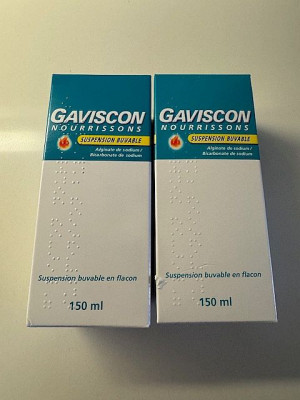 GAVISCON
NOURRISSONS
SUSPENSION BUVABLE
Alginate de sodium /
Bicarbonate de sodium
Suspension buvable en flacon
150 ml
GAVISCON
NOURRISSONS
SUSPENSION BUVABLE
Alginate de sodium /
Bicarbonate de sodium
Suspension buvable en flacon
150 ml